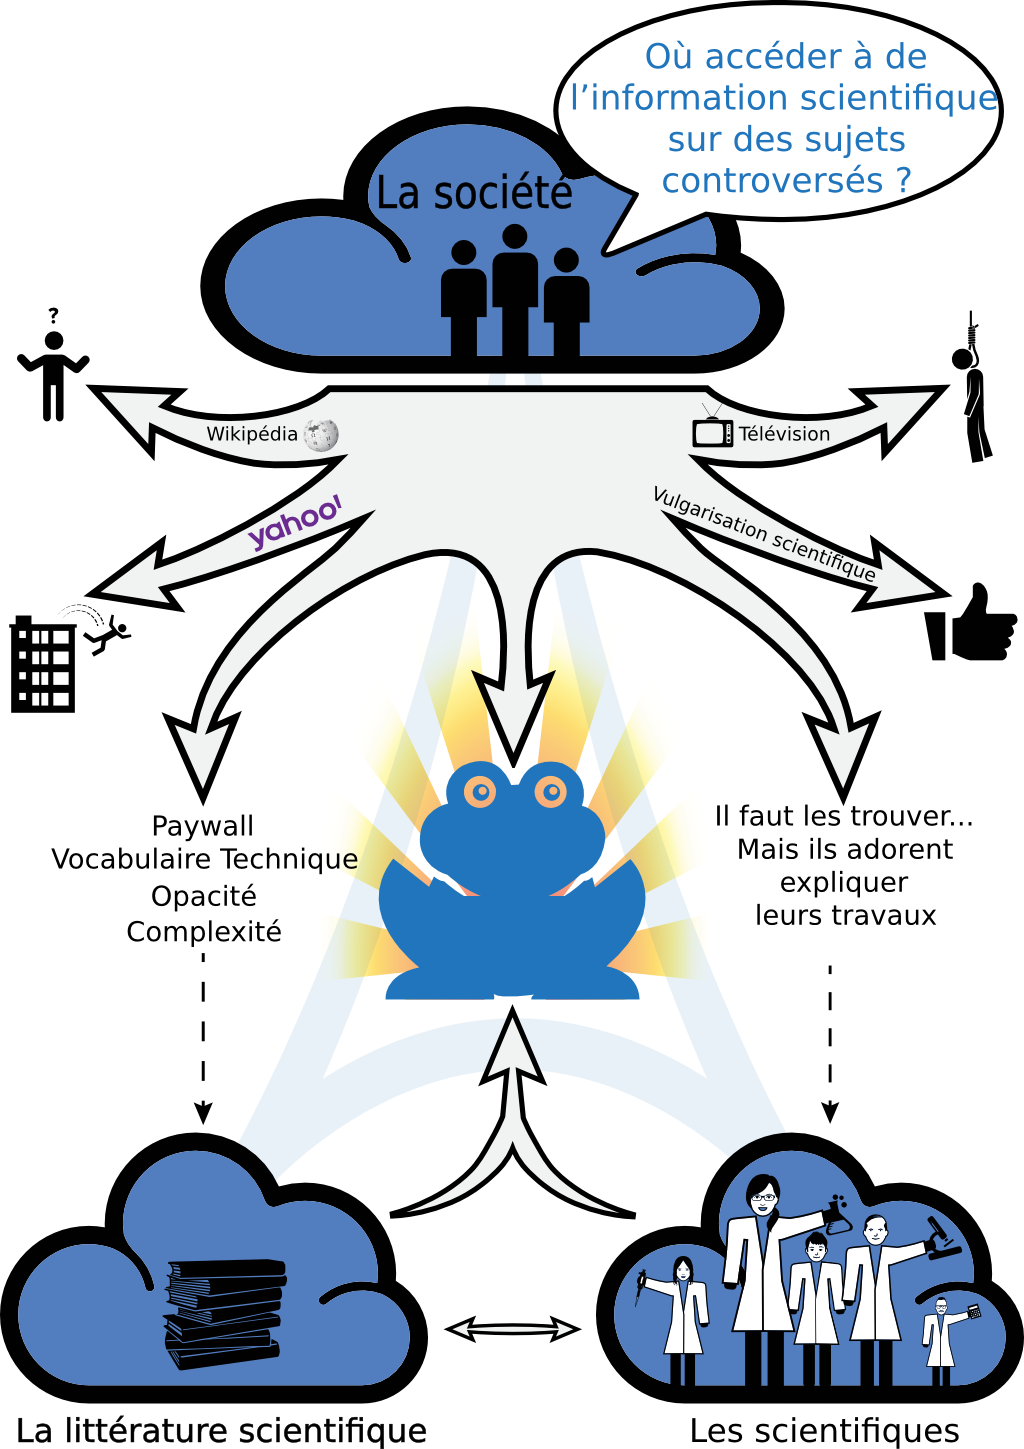 Où accéder à de
l’information scientifique
sur des sujets
controversés ?
La société
?
Wikipédia
Télévision
yahoo!
Vulgarisation scientifique
Paywall
Vocabulaire Technique
Opacité
Complexité
Il faut les trouver...
Mais ils adorent
expliquer
leurs travaux
La littérature scientifique
Les scientifiques